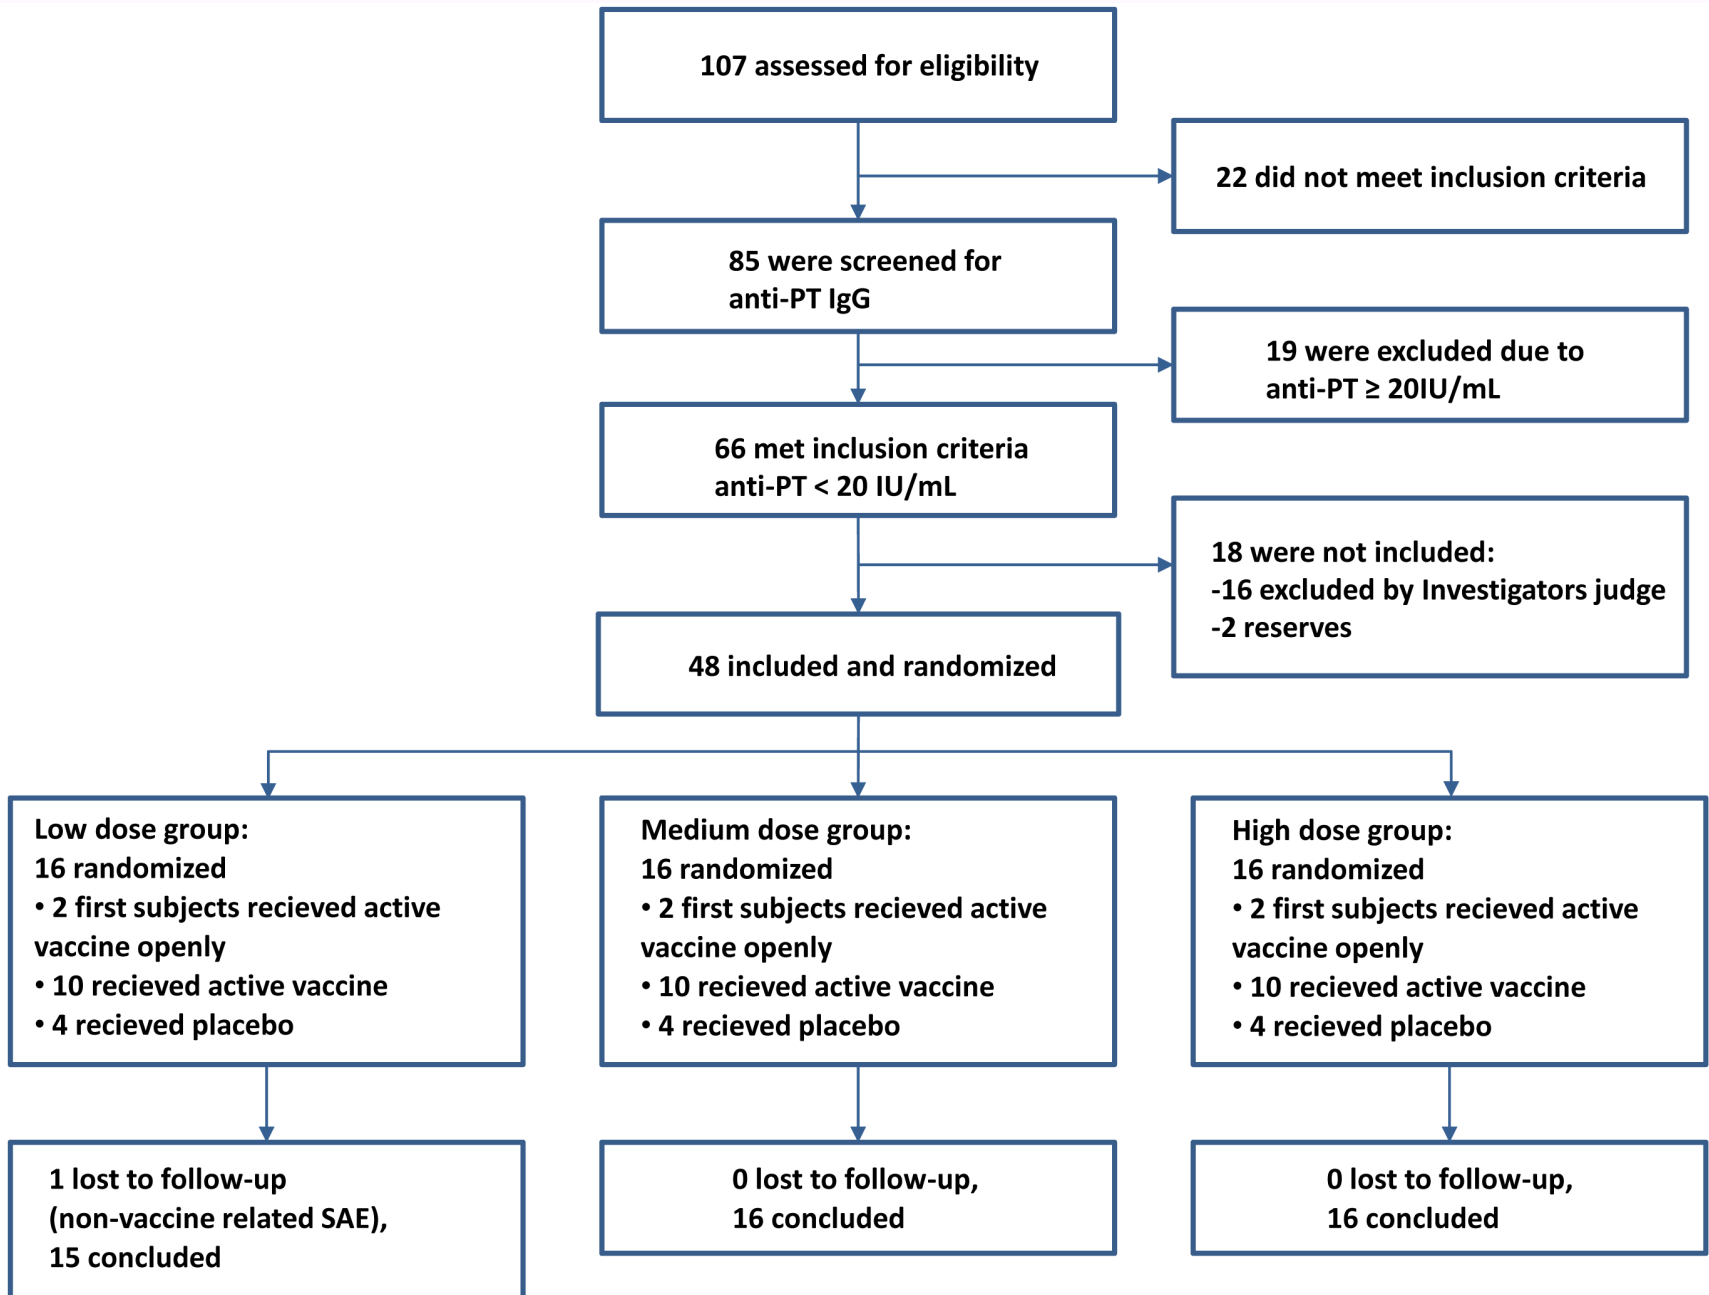 107 assessed for eligibility
22 did not meet inclusion criteria
85 were screened for
anti-PT IgG
19 were excluded due to
anti-PT ≥ 20IU/mL
66 met inclusion criteria
anti-PT < 20 IU/mL
18 were not included:
-16 excluded by Investigators judge
-2 reserves
48 included and randomized
Low dose group:
16 randomized
• 2 first subjects recieved active
vaccine openly
• 10 recieved active vaccine
• 4 recieved placebo
Medium dose group:
16 randomized
• 2 first subjects recieved active
vaccine openly
• 10 recieved active vaccine
• 4 recieved placebo
High dose group:
16 randomized
• 2 first subjects recieved active
vaccine openly
• 10 recieved active vaccine
• 4 recieved placebo
1 lost to follow-up
(non-vaccine related SAE),
15 concluded
0 lost to follow-up,
16 concluded
0 lost to follow-up,
16 concluded